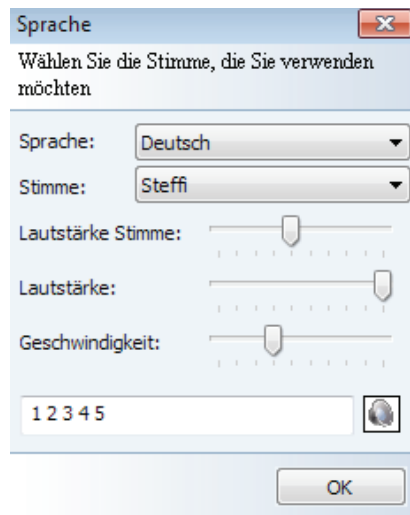 Sprache
Wählen Sie die Stimme, die Sie verwenden
möchten
Sprache: Deutsch
Stimme: Steffi
Lautstärke Stimme:
Lautstärke:
Geschwindigkeit:
1 2 3 4 5
OK